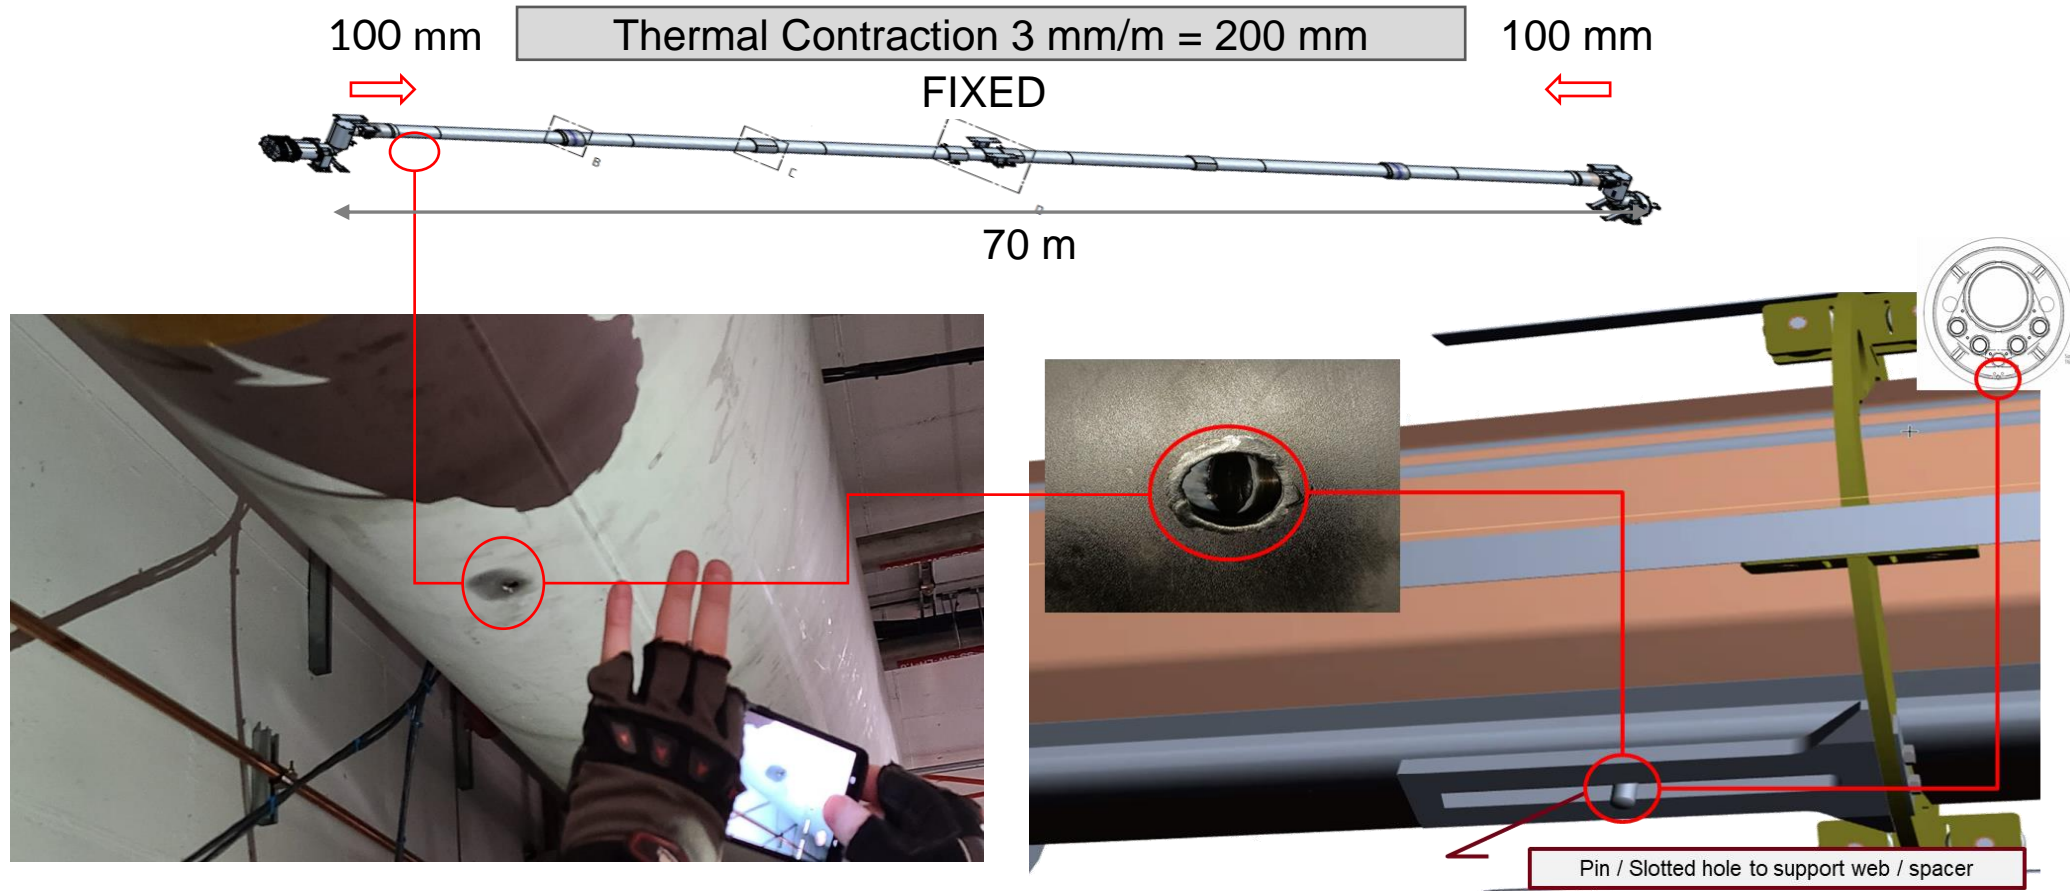 100 mm
Thermal Contraction 3 mm/m = 200 mm
100 mm
FIXED
B
C
70 m
Pin / Slotted hole to support web / spacer